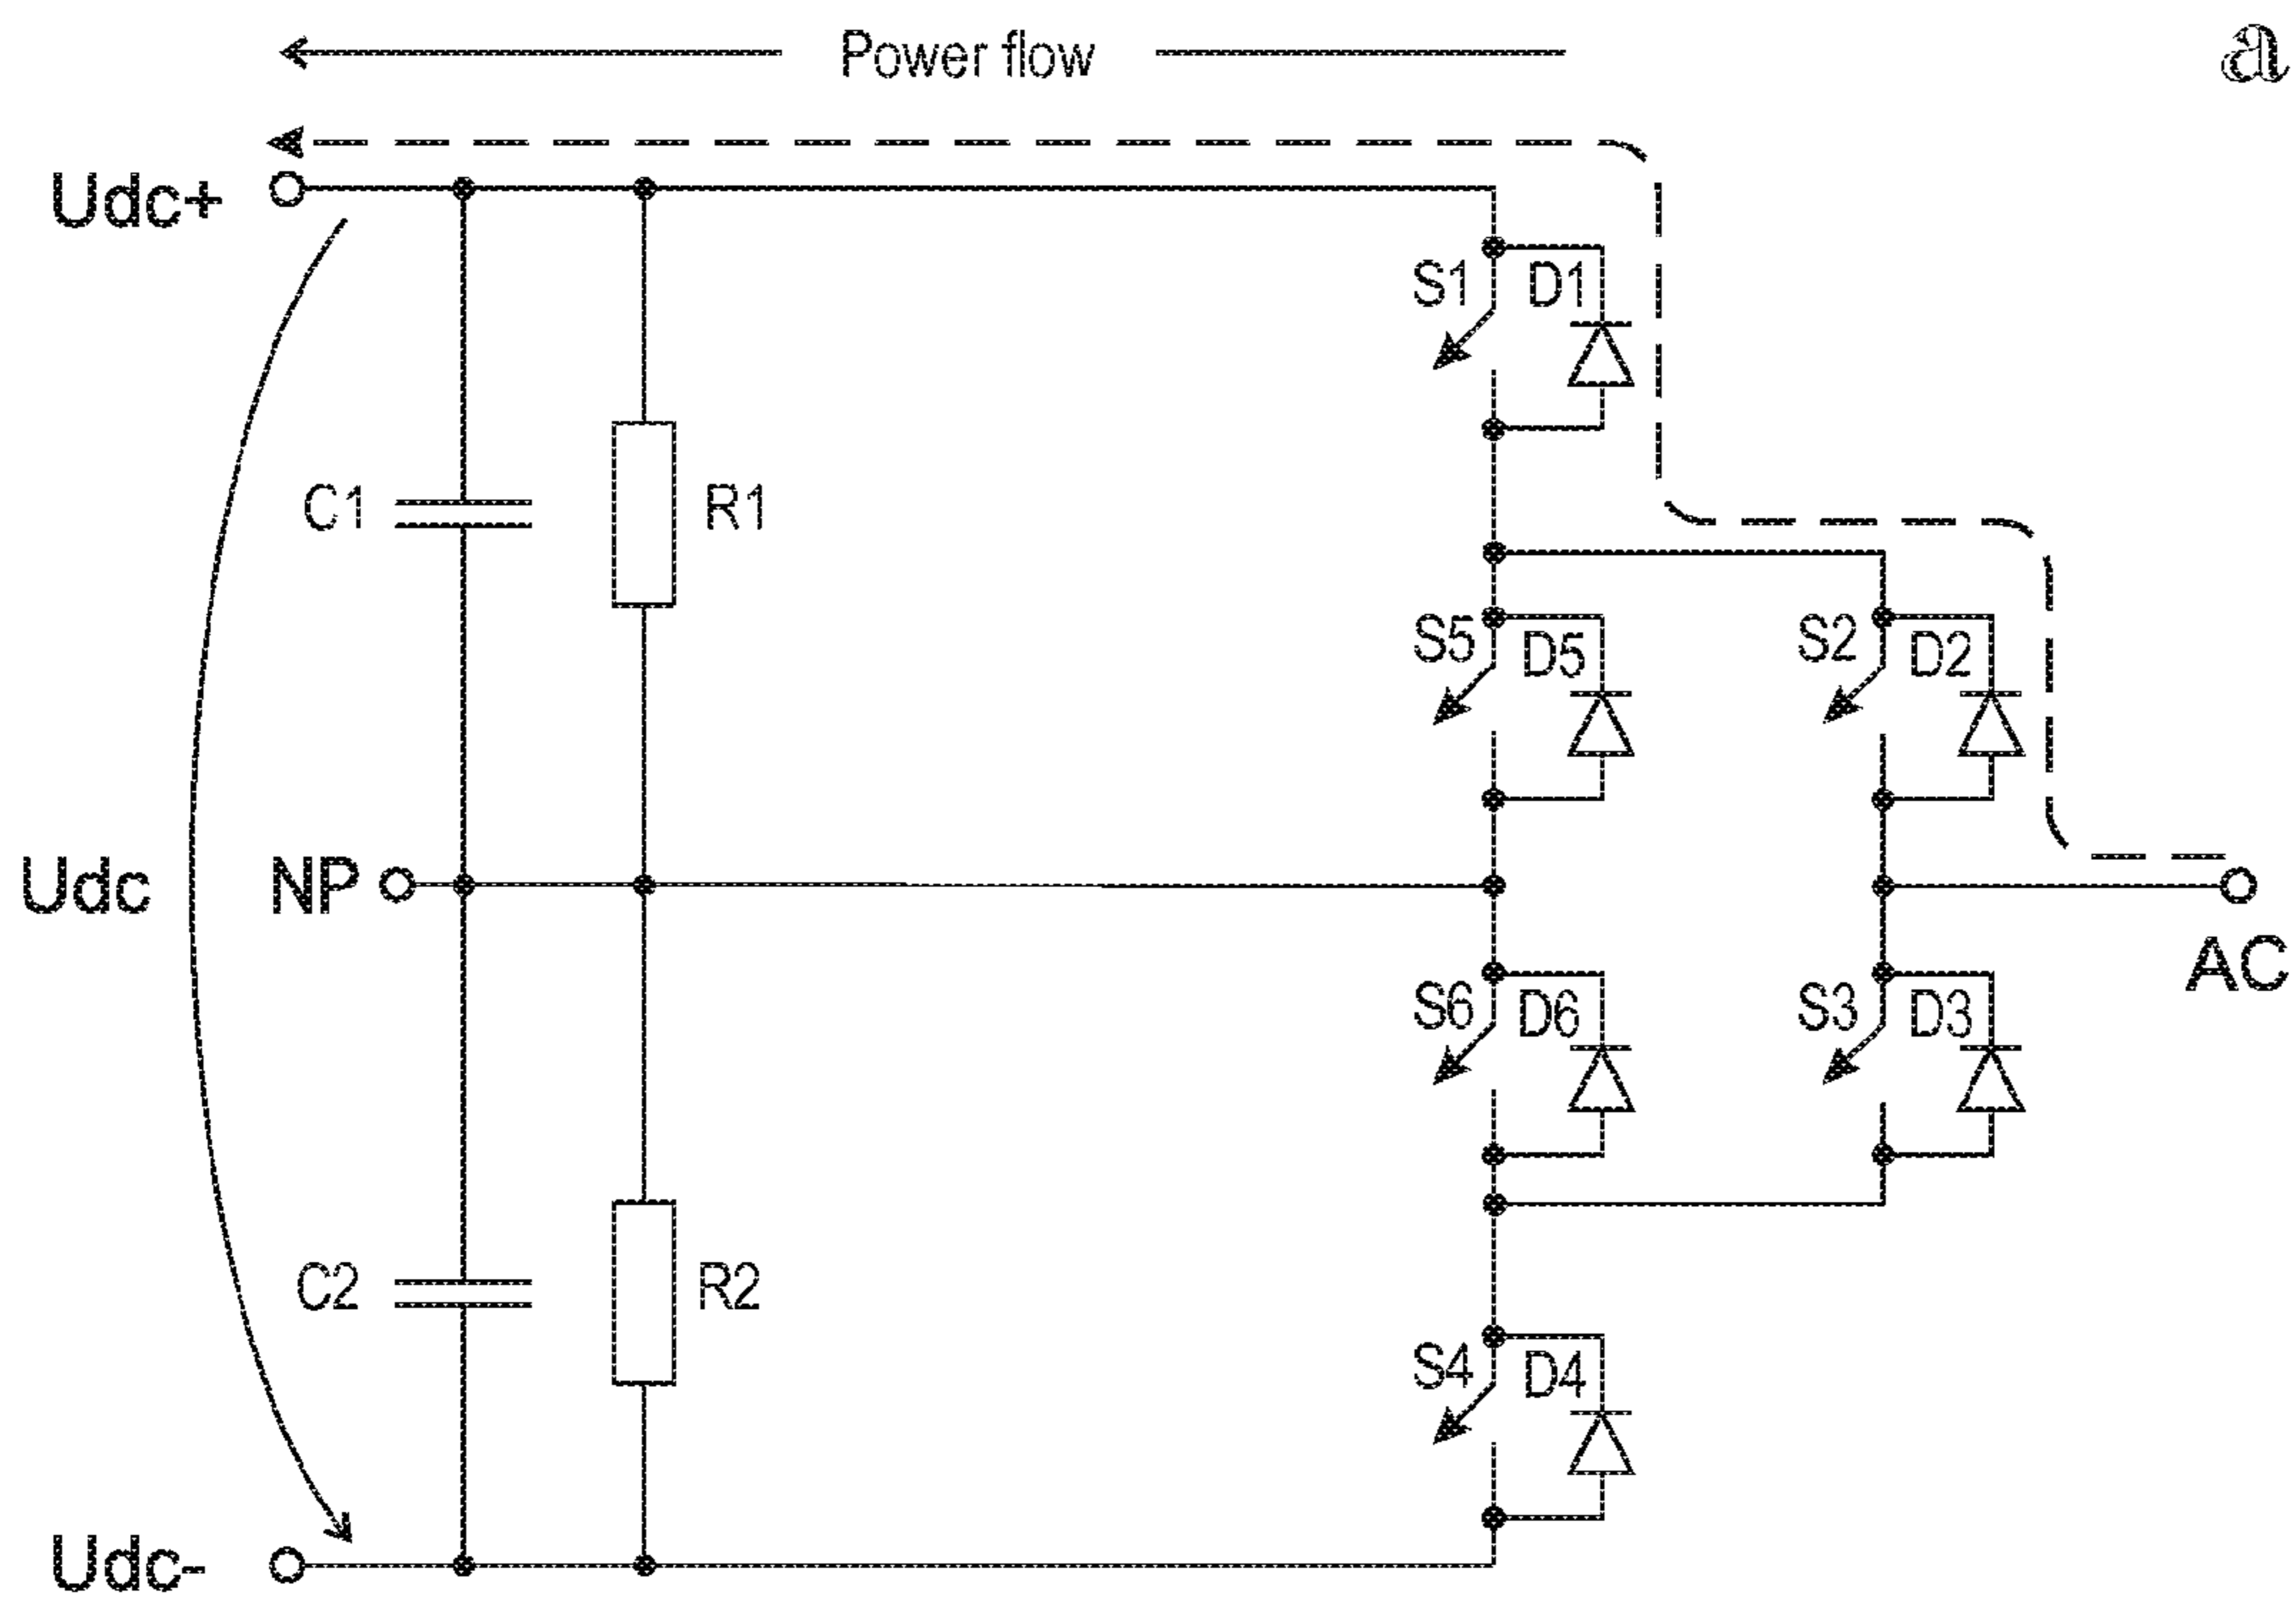 Power flow
a
Udc+
S1 D1
C1 R1
S5 D5 S2 D2
Udc NP
AC
S6 D6 S3 D3
C2 R2
S4 D4
Udc-